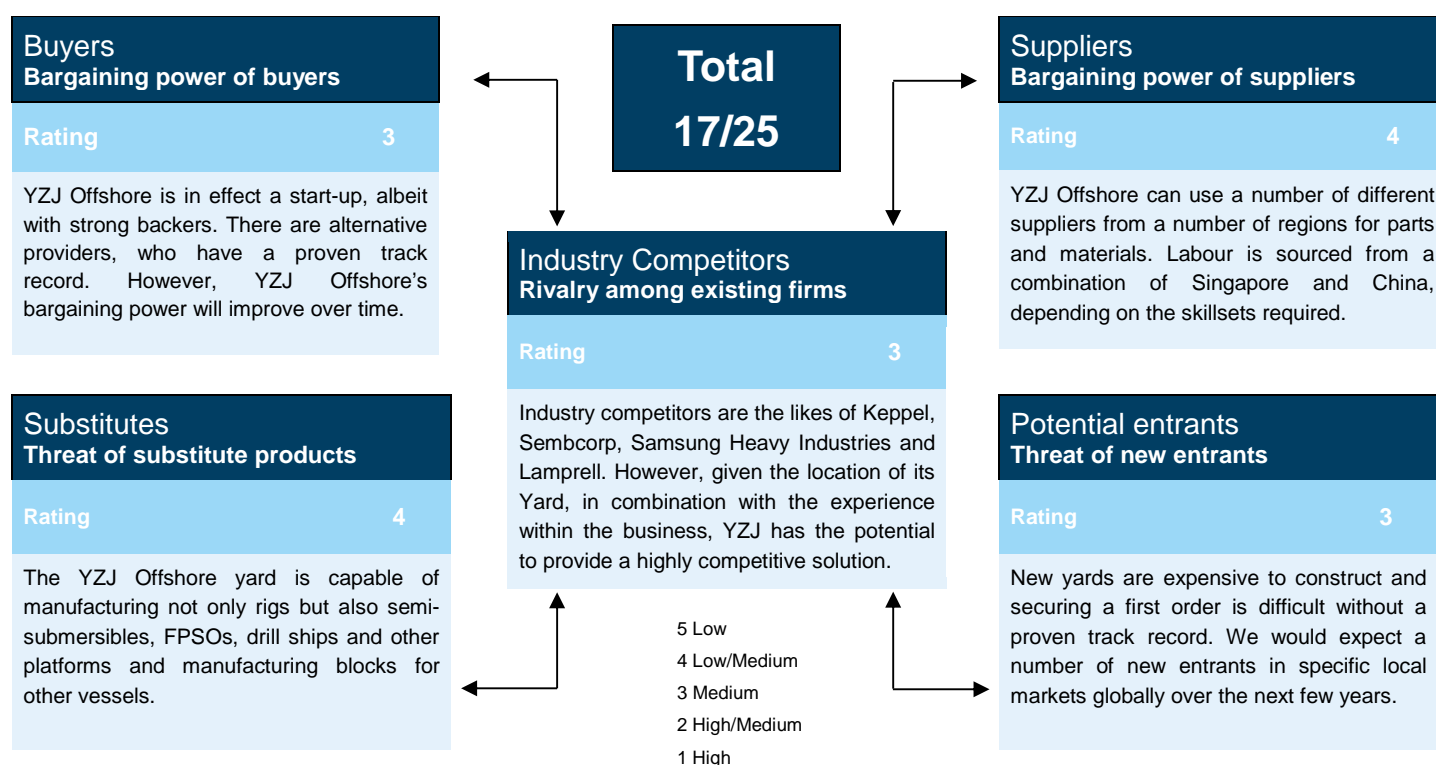 Buyers
Bargaining power of buyers
Rating 3
YZJ Offshore is in effect a start-up, albeit
with strong backers. There are alternative
providers, who have a proven track
record. However, YZJ Offshore's
bargaining power will improve over time.
Total
17/25
Suppliers
Bargaining power of suppliers
Rating 4
YZJ Offshore can use a number of different
suppliers from a number of regions for parts
and materials. Labour is sourced from a
combination of Singapore and China,
depending on the skillsets required.
Industry Competitors
Rivalry among existing firms
Rating 3
Industry competitors are the likes of Keppel,
Sembcorp, Samsung Heavy Industries and
Lamprell. However, given the location of its
Yard, in combination with the experience
within the business, YZJ has the potential
to provide a highly competitive solution.
Substitutes
Threat of substitute products
Rating 4
The YZJ Offshore yard is capable of
manufacturing not only rigs but also semi-
submersibles, FPSOs, drill ships and other
platforms and manufacturing blocks for
other vessels.
Potential entrants
Threat of new entrants
Rating 3
New yards are expensive to construct and
securing a first order is difficult without a
proven track record. We would expect a
number of new entrants in specific local
markets globally over the next few years.
5 Low
4 Low/Medium
3 Medium
2 High/Medium
1 High